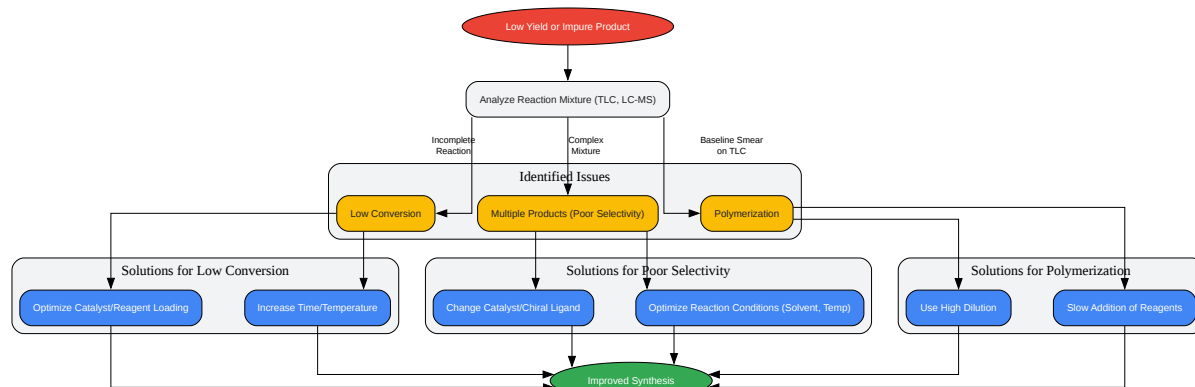 Low Yield or Impure Product
Analyze Reaction Mixture (TLC, LC-MS)
Incomplete
Reaction
Complex
Mixture
Baseline Smear
on TLC
Identified Issues
Low Conversion
Multiple Products (Poor Selectivity)
Polymerization
Solutions for Low Conversion
Solutions for Poor Selectivity
Solutions for Polymerization
Optimize Catalyst/Reagent Loading
Increase Time/Temperature
Change Catalyst/Chiral Ligand
Optimize Reaction Conditions (Solvent, Temp)
Use High Dilution
Slow Addition of Reagents
Improved Synthesis